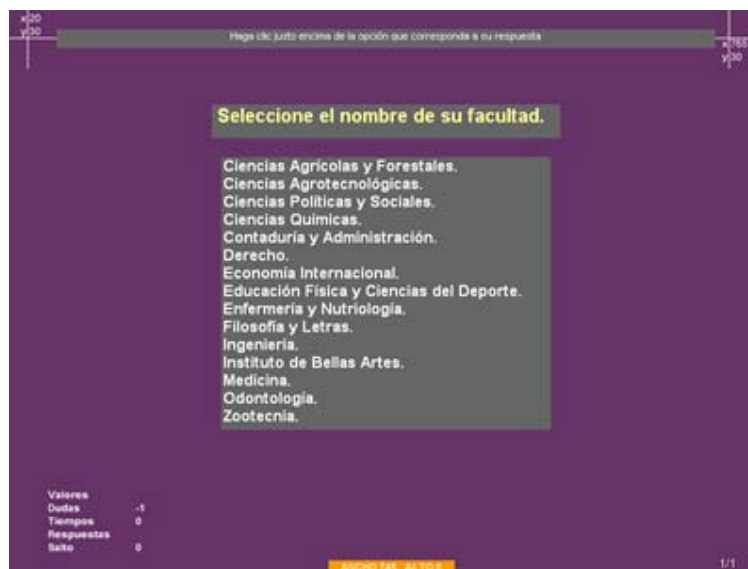 x 20
y 30
Haga clic justo encima de la opción que corresponda a su respuesta
x 765
y 30
Seleccione el nombre de su facultad.
Ciencias Agrícolas y Forestales.
Ciencias Agrotecnológicas.
Ciencias Políticas y Sociales.
Ciencias Químicas.
Contaduría y Administración.
Derecho.
Economía Internacional.
Educación Física y Ciencias del Deporte.
Enfermería y Nutriología.
Filosofía y Letras.
Ingeniería.
Instituto de Bellas Artes.
Medicina.
Odontología.
Zootecnia.
Valores
Dudas -1
Tiempos 0
Respuestas
Salto 0
ANCHO 745
1/1